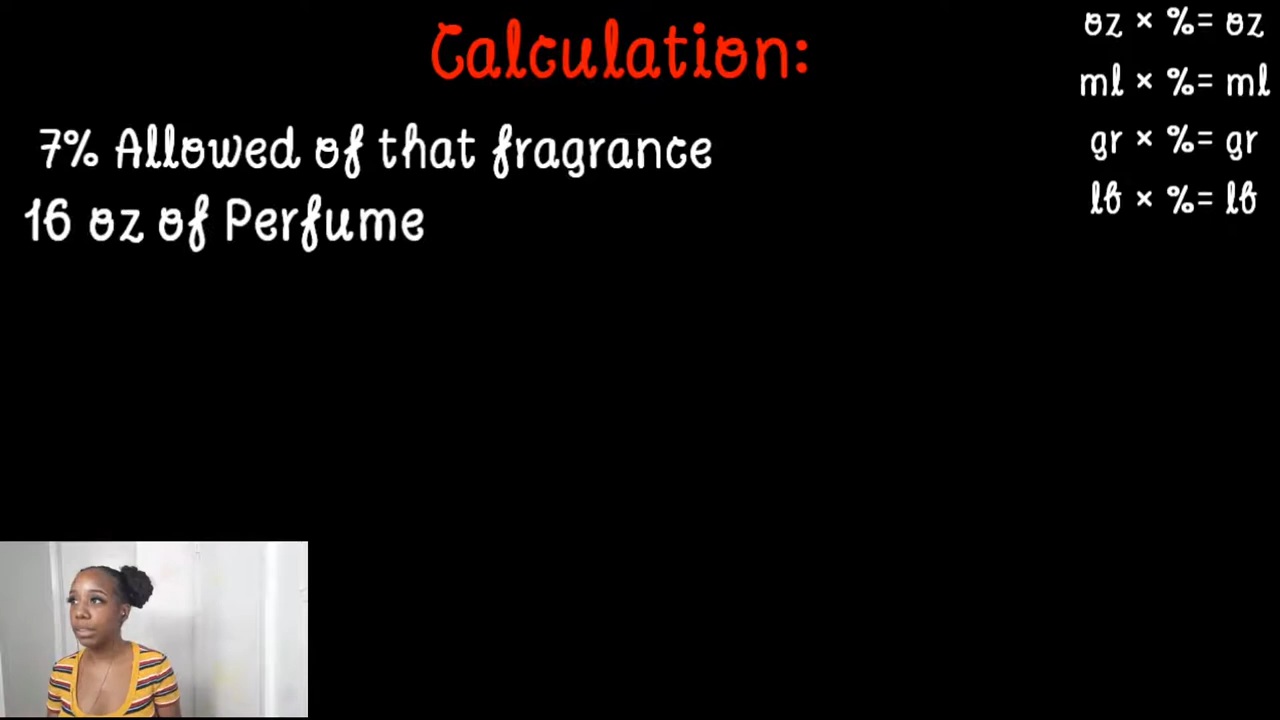 Calculation:
7% Allowed of that fragrance
16 oz of Perfume
oz × %= oz
ml × %= ml
gr × %= gr
lb × %= lb